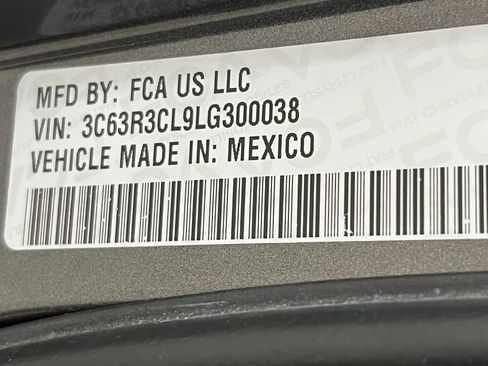 MFD BY: FCA US LLC
VIN: 3C63R3CL9LG300038
VEHICLE MADE IN: MEXICO